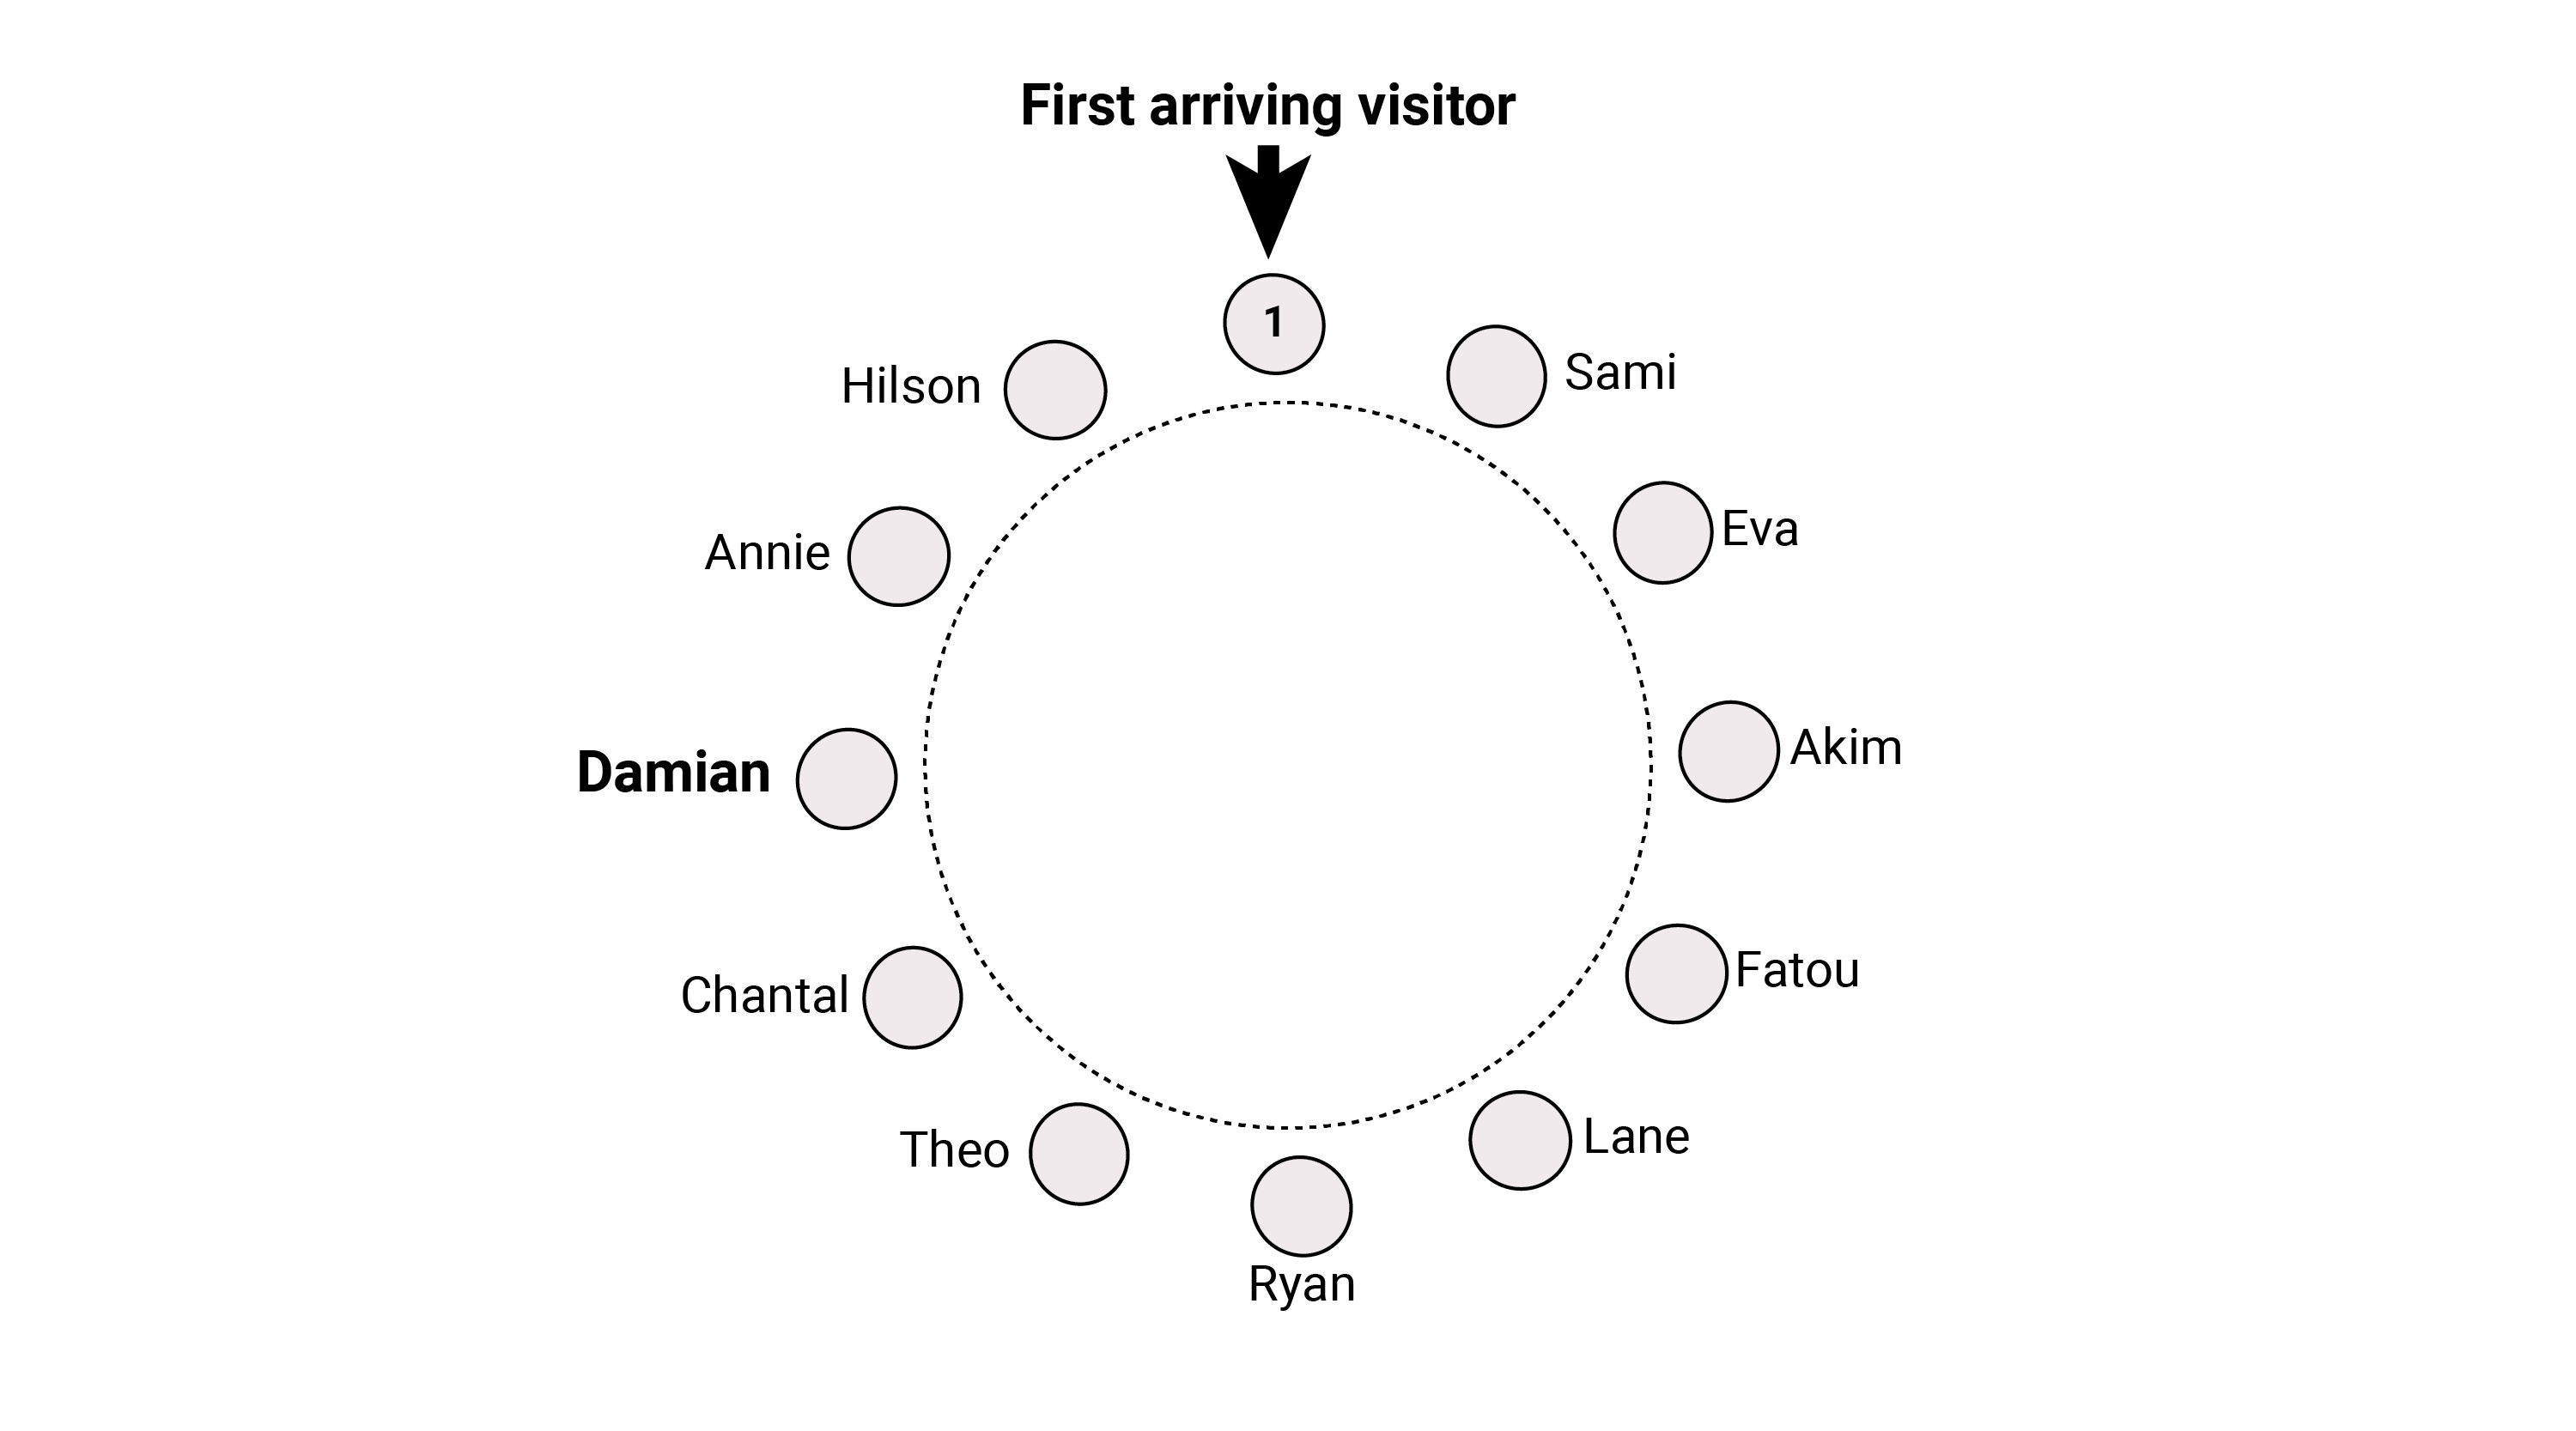 First arriving visitor
1
Hilson
Sami
Eva
Annie
Akim
Damian
Fatou
Chantal
Lane
Theo
Ryan